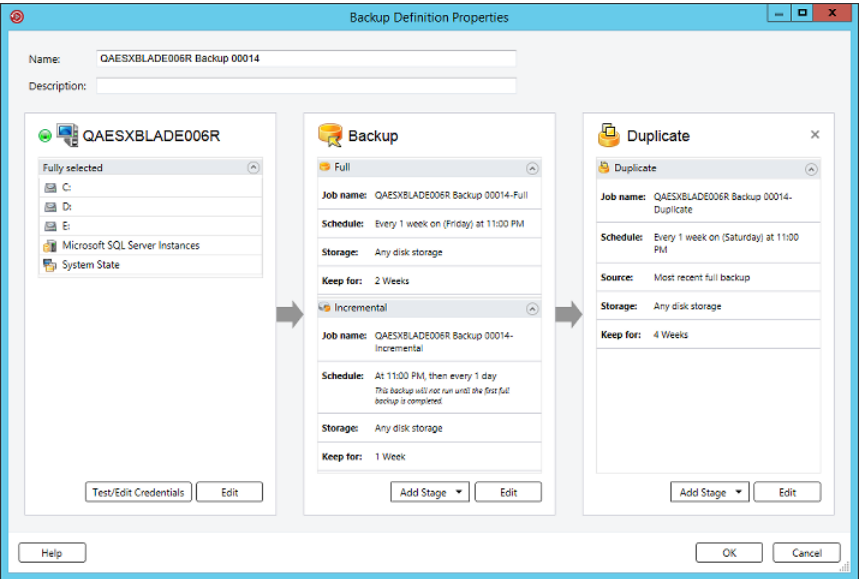 Backup Definition Properties
Name: QAESXBLADE006R Backup 00014
Description:
QAESXBLADE006R
Fully selected
C:
D:
E:
Microsoft SQL Server Instances
System State
Test/Edit Credentials
Edit
Backup
Full
Job name: QAESXBLADE006R Backup 00014-Full
Schedule: Every 1 week on (Friday) at 11:00 PM
Storage: Any disk storage
Keep for: 2 Weeks
Incremental
Job name: QAESXBLADE006R Backup 00014-
Incremental
Schedule: At 11:00 PM, then every 1 day
This backup will not run until the first full
backup is completed.
Storage: Any disk storage
Keep for: 1 Week
Add Stage
Edit
Duplicate
Duplicate
Job name: QAESXBLADE006R Backup 00014-
Duplicate
Schedule: Every 1 week on (Saturday) at 11:00
PM
Source: Most recent full backup
Storage: Any disk storage
Keep for: 4 Weeks
Add Stage
Edit
Help
OK
Cancel